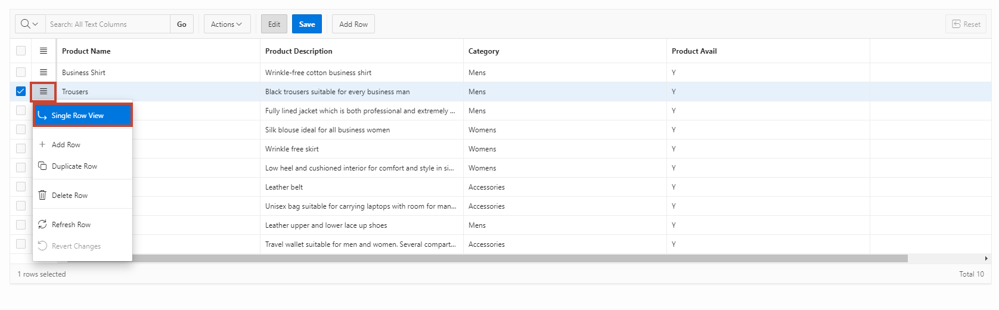 Search: All Text Columns Go Actions Edit Save Add Row Reset
Product Name Product Description Category Product Avail
Business Shirt Wrinkle-free cotton business shirt Mens Y
Trousers Black trousers suitable for every business man Mens Y
Fully lined jacket which is both professional and extremely ... Mens Y
Single Row View
Silk blouse ideal for all business women Womens Y
Add Row
Wrinkle free skirt Womens Y
Duplicate Row
Low heel and cushioned interior for comfort and style in si... Womens Y
Leather belt Accessories Y
Delete Row
Unisex bag suitable for carrying laptops with room for man... Accessories Y
Refresh Row
Leather upper and lower lace up shoes Mens Y
Revert Changes
Travel wallet suitable for men and women. Several compart... Accessories Y
1 rows selected Total 10